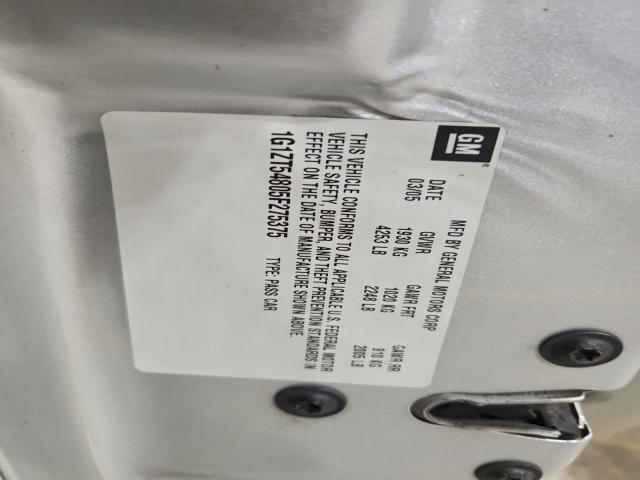 GM
MFD BY GENERAL MOTORS CORP
DATE GVWR GAWR FRT GAWR RR
03/05 1930 KG 1020 KG 910 KG
4253 LB 2248 LB 2005 LB
THIS VEHICLE CONFORMS TO ALL APPLICABLE U.S. FEDERAL MOTOR
VEHICLE SAFETY, BUMPER, AND THEFT PREVENTION STANDARDS IN
EFFECT ON THE DATE OF MANUFACTURE SHOWN ABOVE.
1G1ZT54805F275375 TYPE: PASS CAR